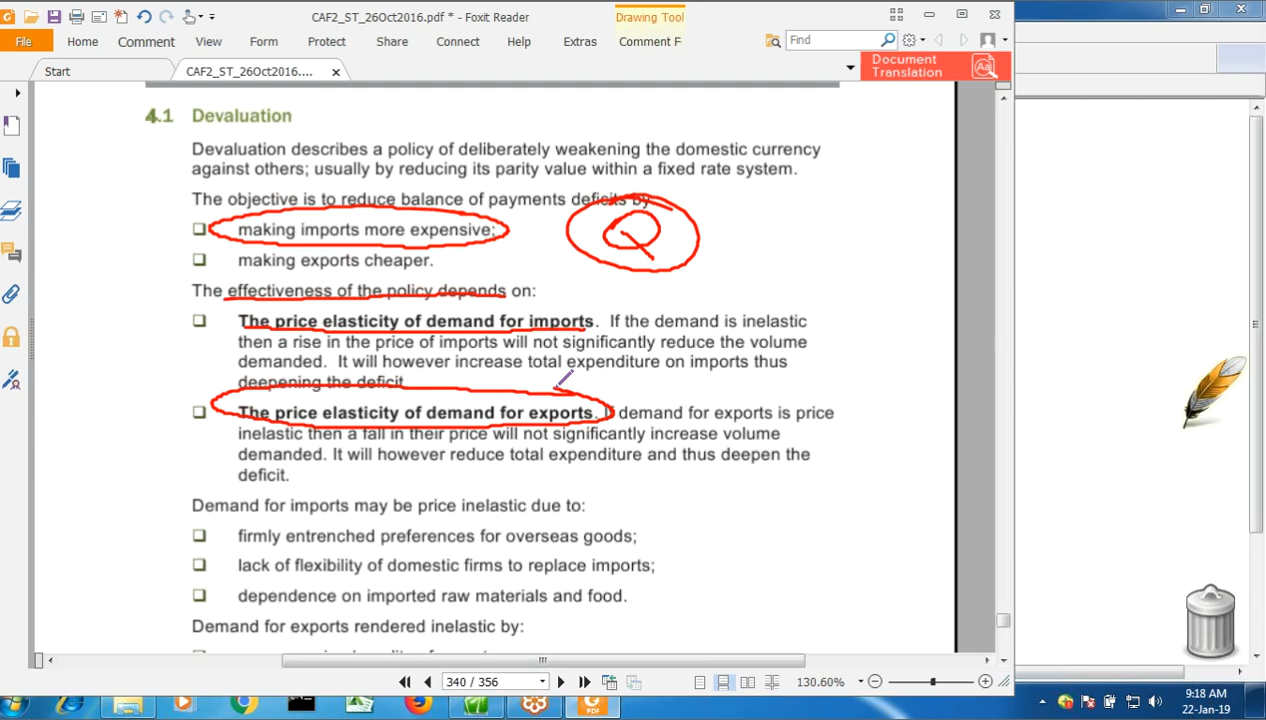 CAF2_ST_26Oct2016.pdf * - Foxit Reader
Drawing Tool
File
Home
Comment
View
Form
Protect
Share
Connect
Help
Extras
Comment F
Find
Start
CAF2_ST_26Oct2016....
Document
Translation
4.1 Devaluation
Devaluation describes a policy of deliberately weakening the domestic currency
against others; usually by reducing its parity value within a fixed rate system.
The objective is to reduce balance of payments deficits by
making imports more expensive;
Q
making exports cheaper.
The effectiveness of the policy depends on:
The price elasticity of demand for imports. If the demand is inelastic
then a rise in the price of imports will not significantly reduce the volume
demanded. It will however increase total expenditure on imports thus
deepening the deficit
The price elasticity of demand for exports. If demand for exports is price
inelastic then a fall in their price will not significantly increase volume
demanded. It will however reduce total expenditure and thus deepen the
deficit.
Demand for imports may be price inelastic due to:
firmly entrenched preferences for overseas goods;
lack of flexibility of domestic firms to replace imports;
dependence on imported raw materials and food.
Demand for exports rendered inelastic by:
340 / 356
130.60%
9:18 AM
22-Jan-19